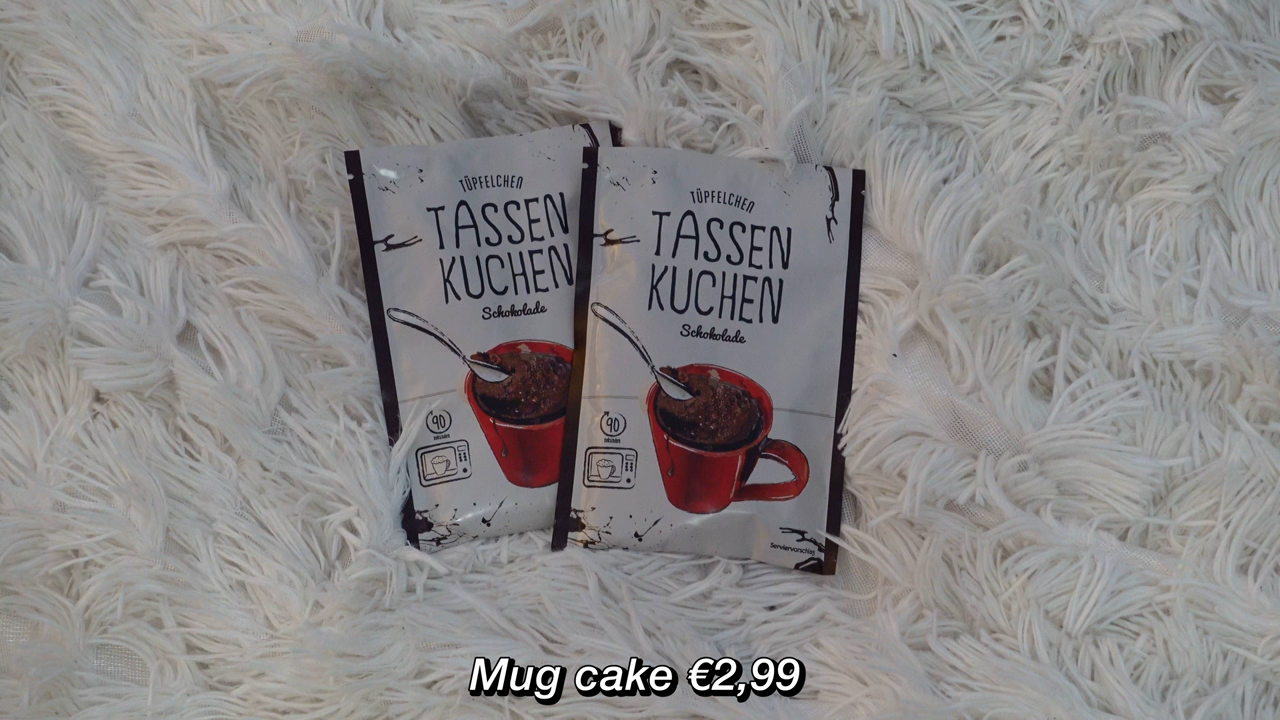 TÜPFELCHEN
TASSEN
KUCHEN
Schokolade
90
TÜPFELCHEN
TASSEN
KUCHEN
Schokolade
90
Serviervorschlag
Mug cake €2,99